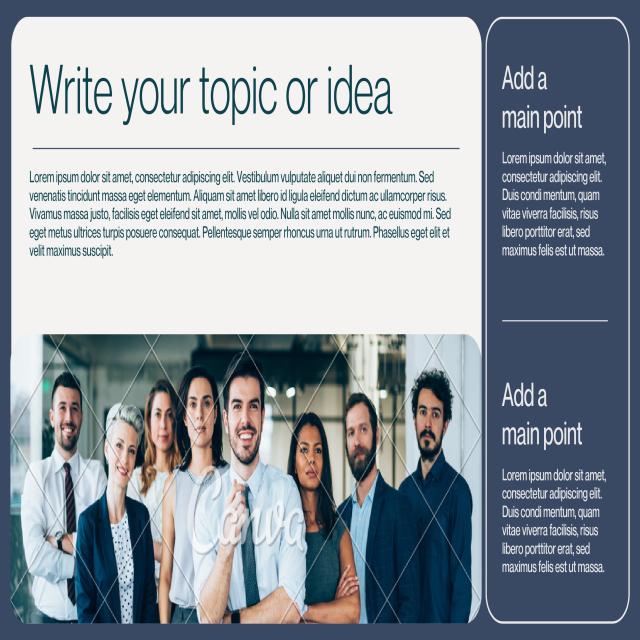 Write your topic or idea
Lorem ipsum dolor sit amet, consectetur adipiscing elit. Vestibulum vulputate aliquet dui non fermentum. Sed
venenatis tincidunt massa eget elementum. Aliquam sit amet libero id ligula eleifend dictum ac ullamcorper risus.
Vivamus massa justo, facilisis eget eleifend sit amet, mollis vel odio. Nulla sit amet mollis nunc, ac euismod mi. Sed
eget metus ultrices turpis posuere consequat. Pellentesque semper rhoncus urna ut rutrum. Phasellus eget elit et
velit maximus suscipit.
Canva
Add a
main point
Lorem ipsum dolor sit amet,
consectetur adipiscing elit.
Duis condi mentum, quam
vitae viverra facilisis, risus
libero porttitor erat, sed
maximus felis est ut massa.
Add a
main point
Lorem ipsum dolor sit amet,
consectetur adipiscing elit.
Duis condi mentum, quam
vitae viverra facilisis, risus
libero porttitor erat, sed
maximus felis est ut massa.